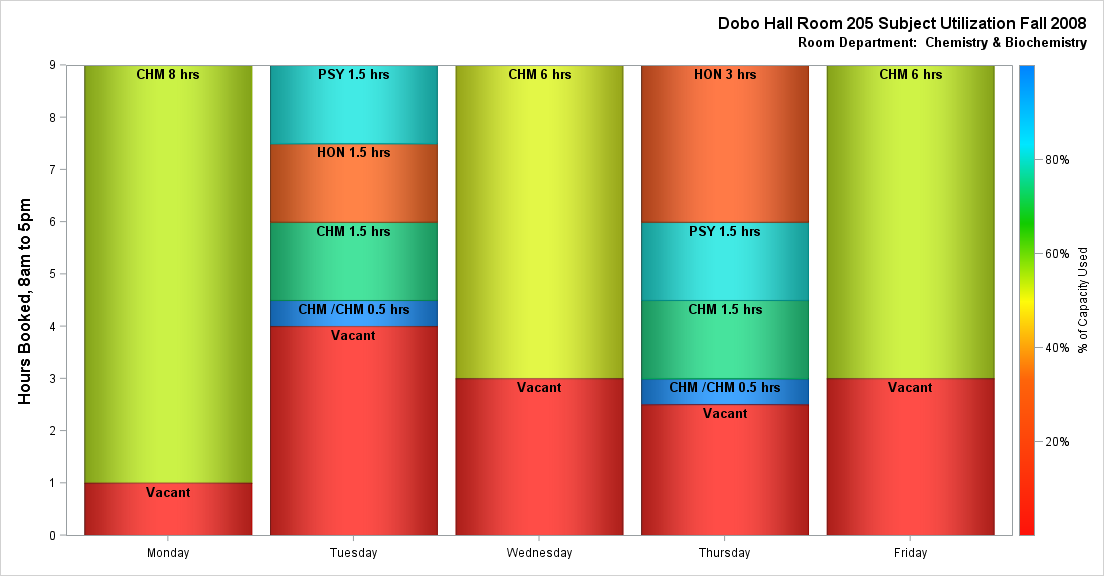 Dobo Hall Room 205 Subject Utilization Fall 2008
Room Department:  Chemistry & Biochemistry
Hours Booked, 8am to 5pm
9
8
7
6
5
4
3
2
1
0
CHM 8 hrs
Vacant
PSY 1.5 hrs
HON 1.5 hrs
CHM 1.5 hrs
CHM /CHM 0.5 hrs
Vacant
CHM 6 hrs
Vacant
HON 3 hrs
PSY 1.5 hrs
CHM 1.5 hrs
CHM /CHM 0.5 hrs
Vacant
CHM 6 hrs
Vacant
Monday
Tuesday
Wednesday
Thursday
Friday
80%
60%
40%
20%
% of Capacity Used